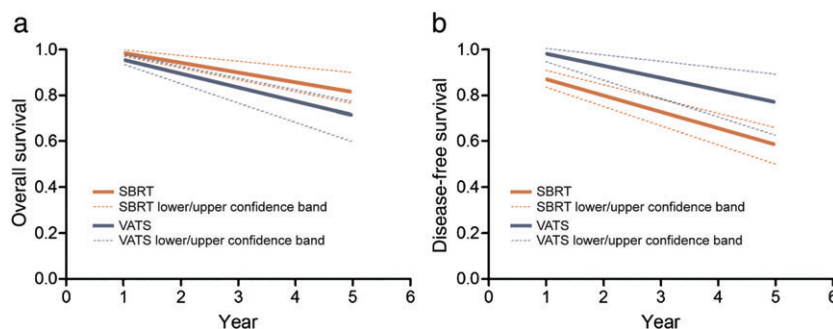 a
Overall survival
1.0
0.8
0.6
0.4
0.2
0.0
SBRT
SBRT lower/upper confidence band
VATS
VATS lower/upper confidence band
0 1 2 3 4 5 6
Year
b
Disease-free survival
1.0
0.8
0.6
0.4
0.2
0.0
SBRT
SBRT lower/upper confidence band
VATS
VATS lower/upper confidence band
0 1 2 3 4 5 6
Year